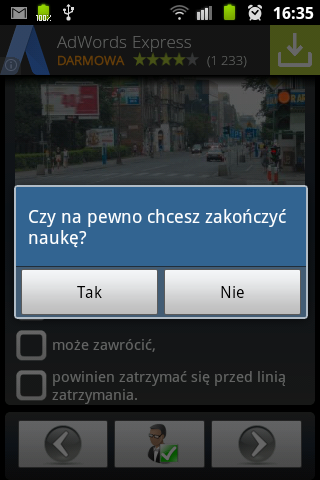 100%
16:35
AdWords Express
DARMOWA (1 233)
Czy na pewno chcesz zakończyć
naukę?
Tak
Nie
może zawrócić,
powinien zatrzymać się przed linią
zatrzymania.